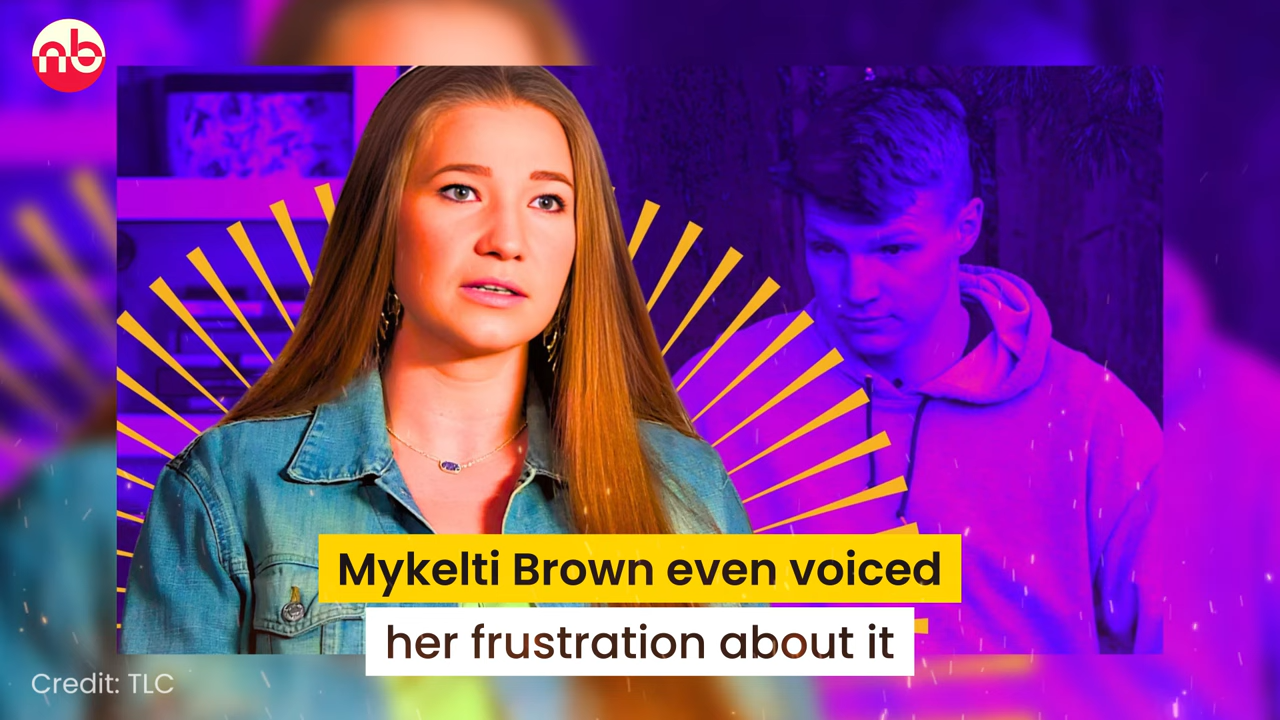 nb
Mykelti Brown even voiced
her frustration about it
Credit: TLC